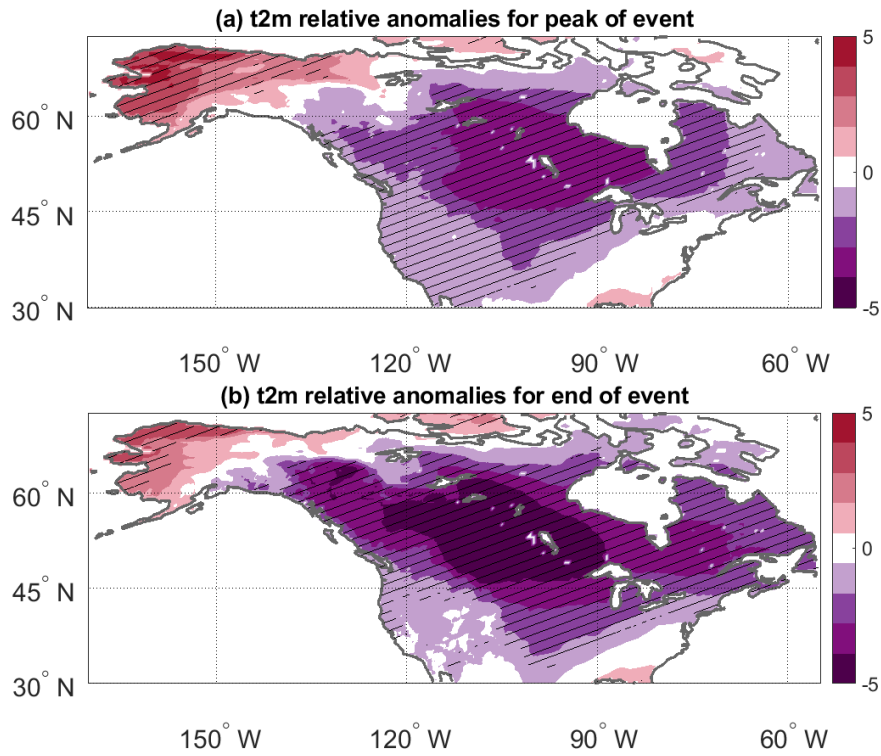 (a) t2m relative anomalies for peak of event
5
60° N
0
45° N
30° N
-5
150° W 120° W 90° W 60° W
(b) t2m relative anomalies for end of event
5
60° N
0
45° N
30° N
-5
150° W 120° W 90° W 60° W